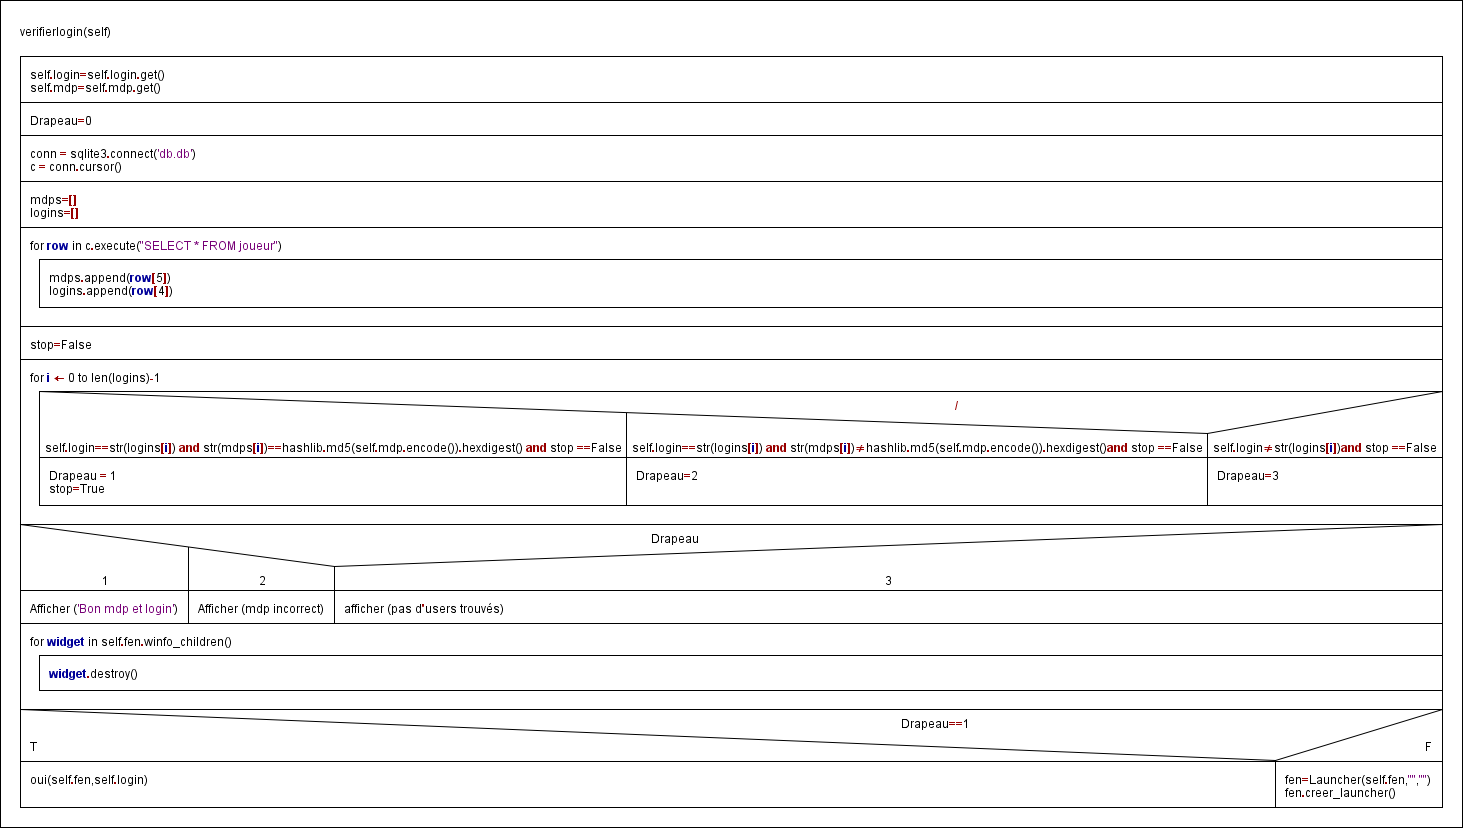 verifierlogin(self)
self.login=self.login.get()
self.mdp=self.mdp.get()
Drapeau=0
conn = sqlite3.connect('db.db')
c = conn.cursor()
mdps=[]
logins=[]
for row in c.execute("SELECT * FROM joueur")
mdps.append(row[5])
logins.append(row[4])
stop=False
for i ← 0 to len(logins)-1
/
self.login==str(logins[i]) and str(mdps[i])==hashlib.md5(self.mdp.encode()).hexdigest() and stop ==False
self.login==str(logins[i]) and str(mdps[i])≠hashlib.md5(self.mdp.encode()).hexdigest()and stop ==False
self.login≠str(logins[i])and stop ==False
Drapeau = 1
stop=True
Drapeau=2
Drapeau=3
Drapeau
1
2
3
Afficher ('Bon mdp et login')
Afficher (mdp incorrect)
afficher (pas d'users trouvés)
for widget in self.fen.winfo_children()
widget.destroy()
Drapeau==1
T
F
oui(self.fen,self.login)
fen=Launcher(self.fen,"","")
fen.creer_launcher()